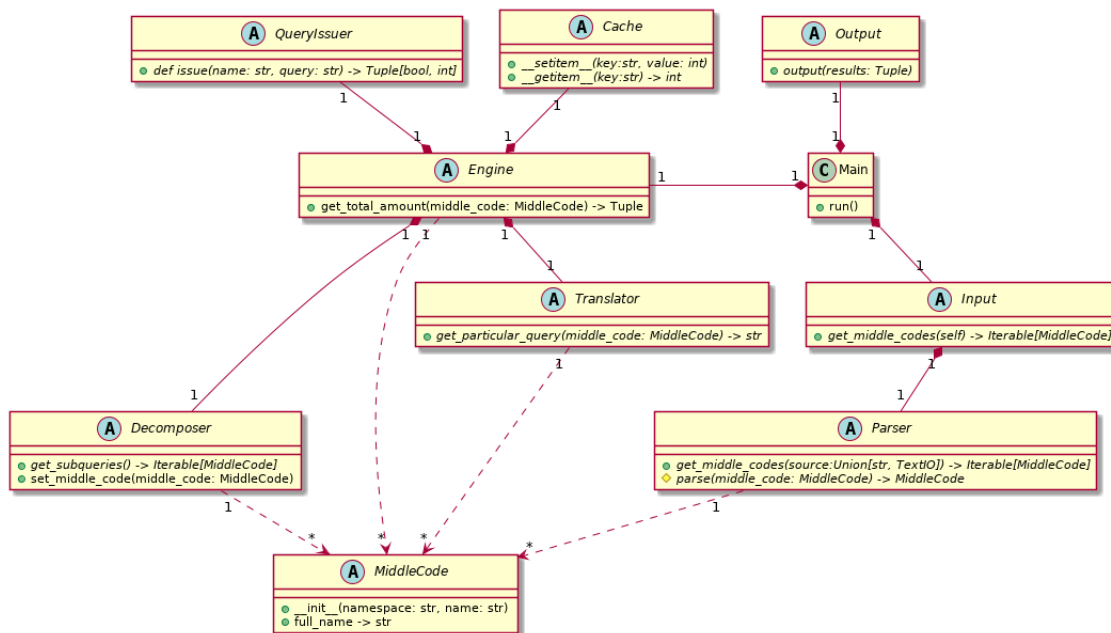 A QueryIssuer
def issue(name: str, query: str) -> Tuple[bool, int]
A Cache
__setitem__(key:str, value: int)
__getitem__(key:str) -> int
A Output
output(results: Tuple)
1
1
1
1
1
1
A Engine
get_total_amount(middle_code: MiddleCode) -> Tuple
1
1
C Main
run()
1
1
1
1
1
1
A Translator
get_particular_query(middle_code: MiddleCode) -> str
A Input
get_middle_codes(self) -> Iterable[MiddleCode]
1
1
1
1
A Decomposer
get_subqueries() -> Iterable[MiddleCode]
set_middle_code(middle_code: MiddleCode)
A Parser
get_middle_codes(source:Union[str, TextIO]) -> Iterable[MiddleCode]
parse(middle_code: MiddleCode) -> MiddleCode
1
1
*
*
*
*
A MiddleCode
__init__(namespace: str, name: str)
full_name -> str